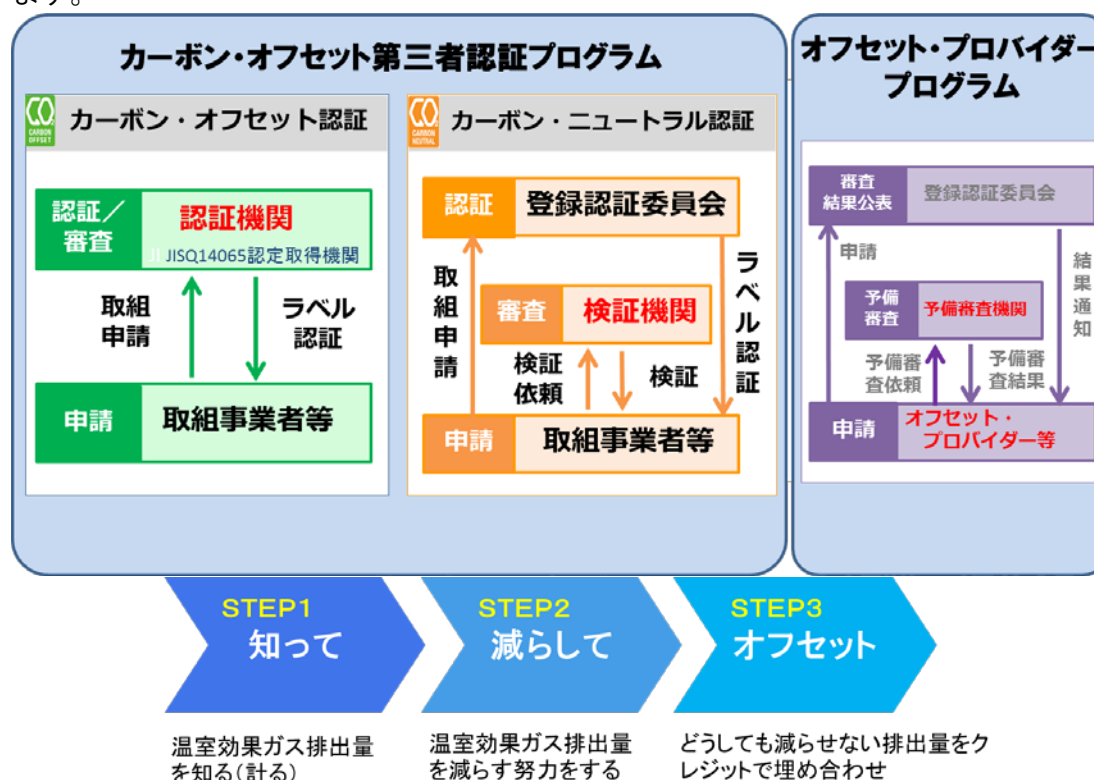 ます。
カーボン・オフセット第三者認証プログラム
オフセット・プロバイダー
プログラム
CO2
CARBON
OFFSET
カーボン・オフセット認証
認証／
審査
認証機関
JISQ14065認定取得機関
取組
申請
ラベル
認証
申請
取組事業者等
CO2
CARBON
NEUTRAL
カーボン・ニュートラル認証
認証
登録認証委員会
取組申請
審査
検証機関
ラベル認証
検証
依頼
検証
申請
取組事業者等
審査
結果公表
登録認証委員会
申請
結果通知
予備
審査
予備審査機関
予備審
査依頼
予備審
査結果
申請
オフセット・
プロバイダー等
STEP1
知って
STEP2
減らして
STEP3
オフセット
温室効果ガス排出量
を知る(計る)
温室効果ガス排出量
を減らす努力をする
どうしても減らせない排出量をク
レジットで埋め合わせ